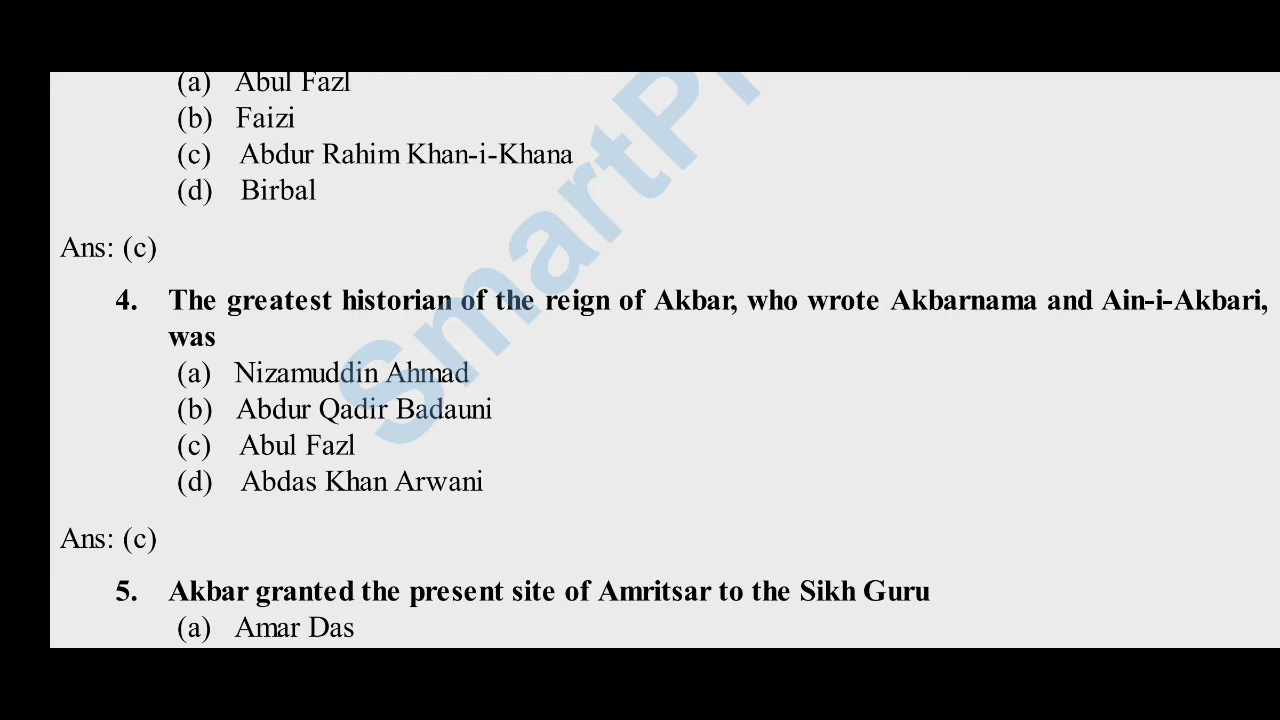 (a) Abul Fazl
(b) Faizi
(c) Abdur Rahim Khan-i-Khana
(d) Birbal
Ans: (c)
4. The greatest historian of the reign of Akbar, who wrote Akbarnama and Ain-i-Akbari,
was
(a) Nizamuddin Ahmad
(b) Abdur Qadir Badauni
(c) Abul Fazl
(d) Abdas Khan Arwani
Ans: (c)
5. Akbar granted the present site of Amritsar to the Sikh Guru
(a) Amar Das